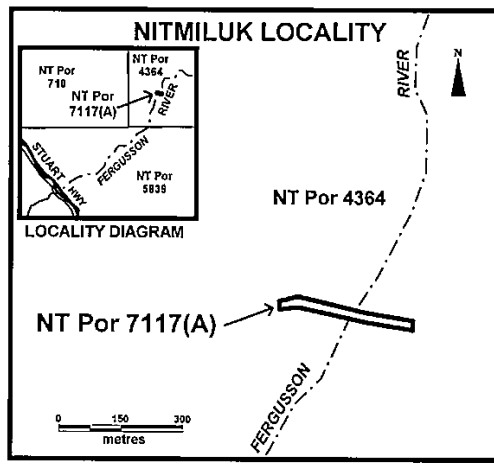 NITMILUK LOCALITY
NT Por
710
NT Por
4364
NT Por
7117(A)
RIVER
FERGUSSON
STUART
HWY
NT Por
5839
LOCALITY DIAGRAM
RIVER
N
NT Por 4364
NT Por 7117(A)
FERGUSSON
0 150 300
metres